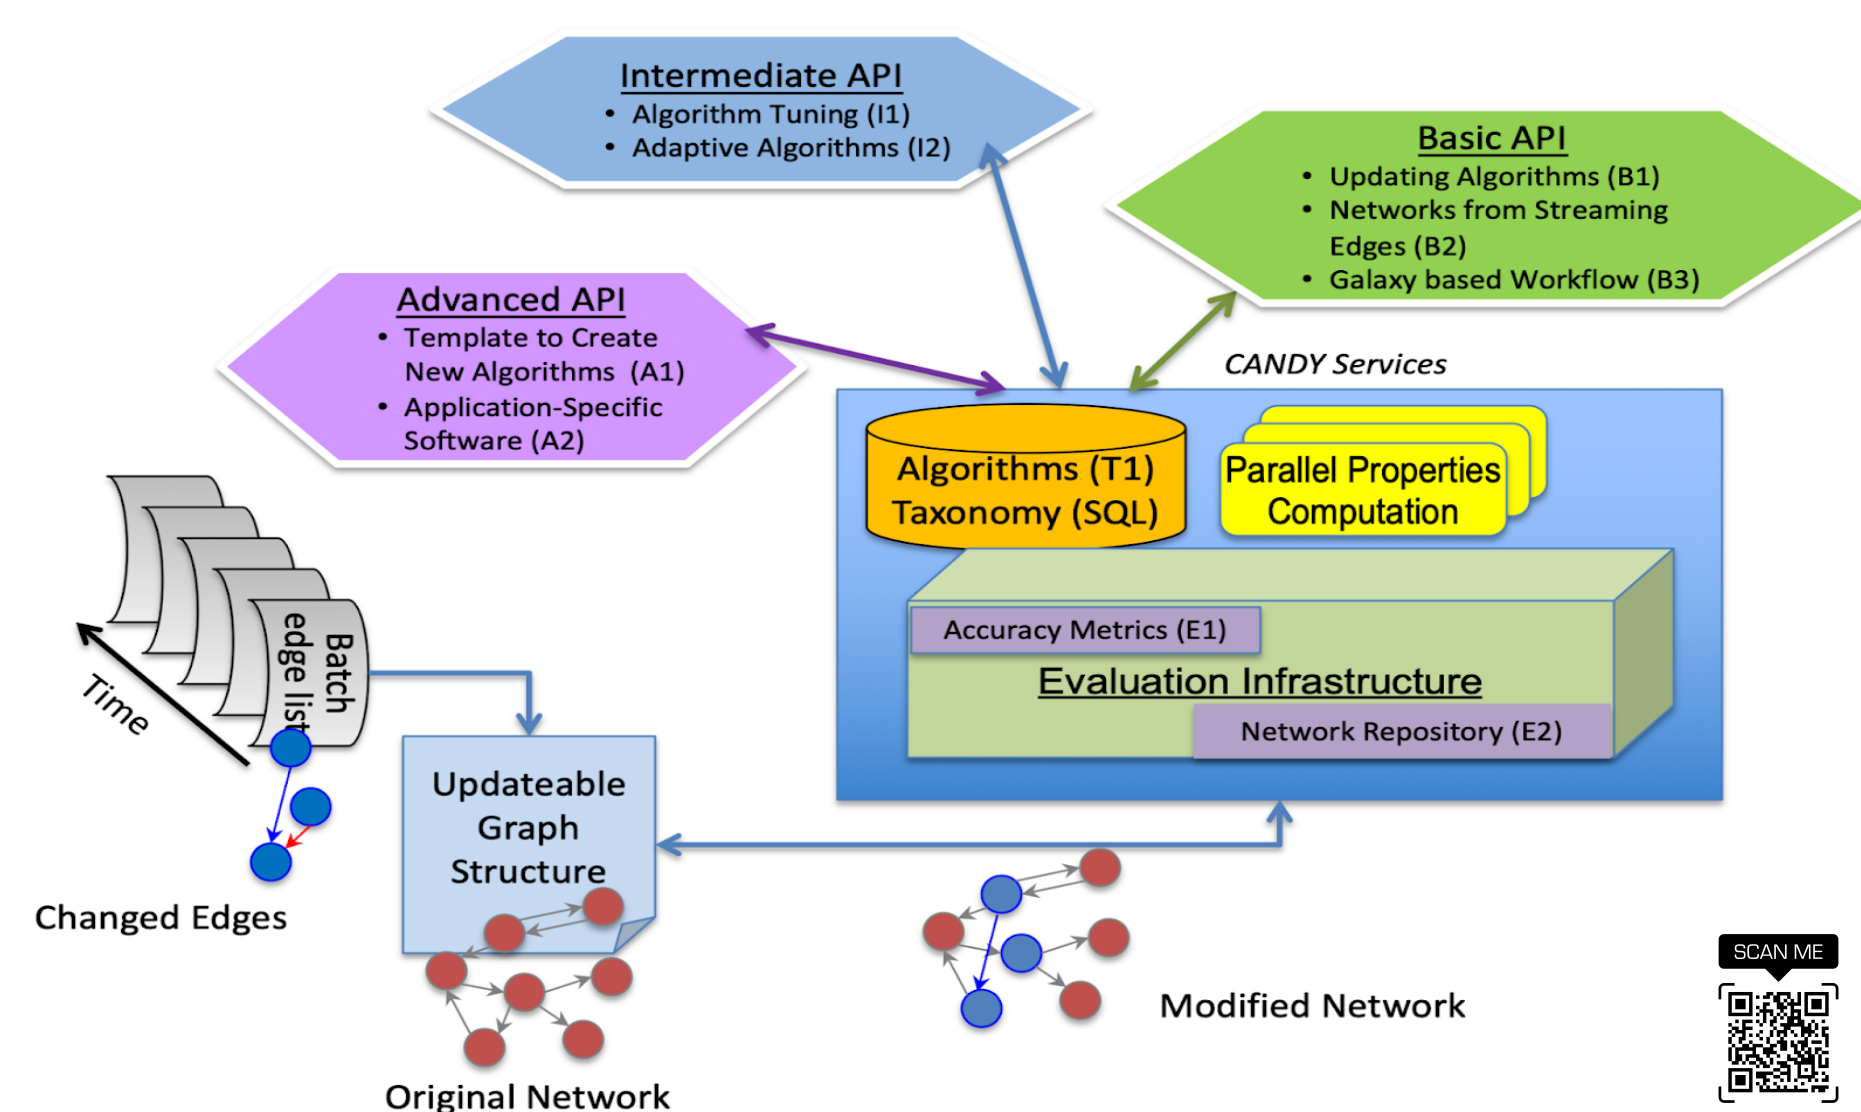 Intermediate API
• Algorithm Tuning (I1)
• Adaptive Algorithms (I2)
Basic API
• Updating Algorithms (B1)
• Networks from Streaming
Edges (B2)
• Galaxy based Workflow (B3)
Advanced API
• Template to Create
New Algorithms (A1)
• Application-Specific
Software (A2)
CANDY Services
Algorithms (T1)
Taxonomy (SQL)
Parallel Properties
Computation
Accuracy Metrics (E1)
Evaluation Infrastructure
Network Repository (E2)
Batch
edge list
Time
Changed Edges
Updateable
Graph
Structure
Original Network
Modified Network
SCAN ME